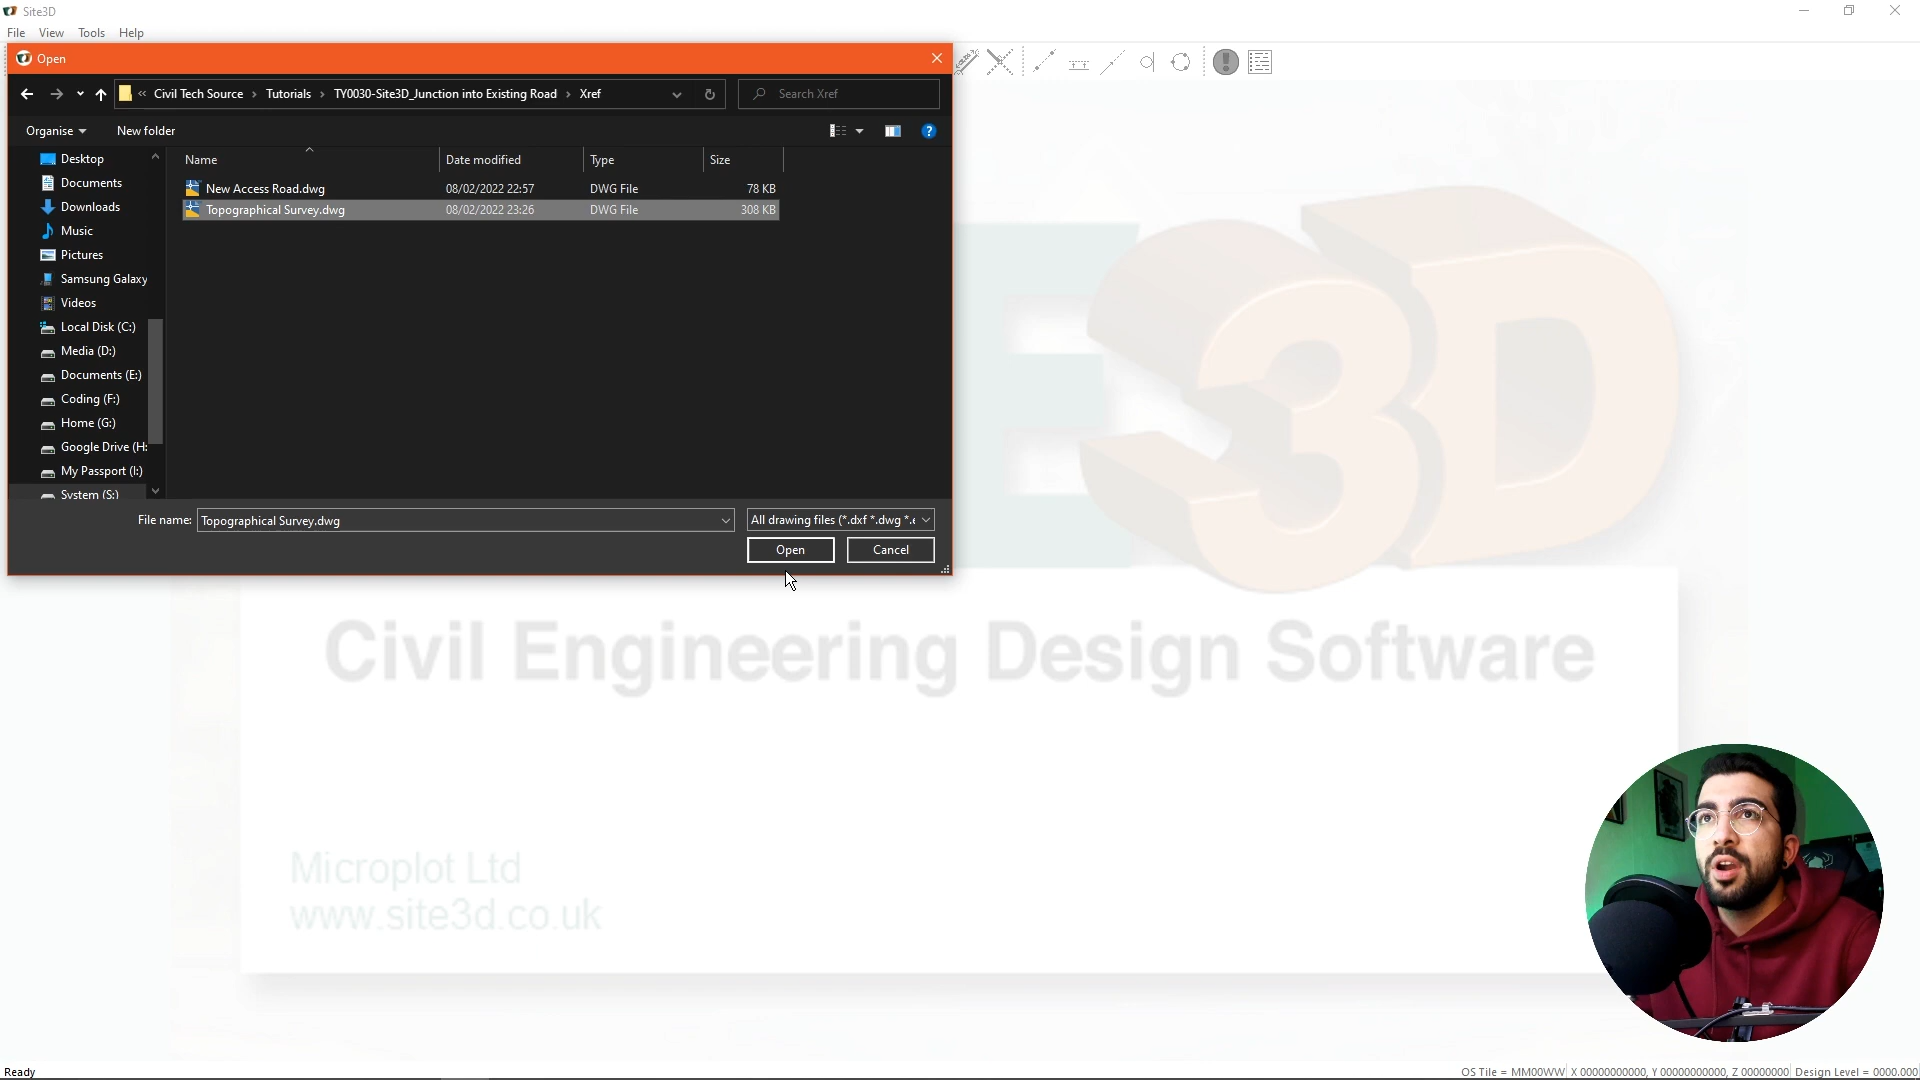 Site3D
File View Tools Help
Open
« Civil Tech Source > Tutorials > TY0030-Site3D_Junction into Existing Road > Xref
Search Xref
Organise New folder
Name Date modified Type Size
New Access Road.dwg 08/02/2022 22:57 DWG File 78 KB
Topographical Survey.dwg 08/02/2022 23:26 DWG File 308 KB
Desktop
Documents
Downloads
Music
Pictures
Samsung Galaxy
Videos
Local Disk (C:)
Media (D:)
Documents (E:)
Coding (F:)
Home (G:)
Google Drive (H:
My Passport (I:)
System (S:)
File name: Topographical Survey.dwg
All drawing files (*.dxf *.dwg *.
Open Cancel
E3D
Civil Engineering Design Software
Microplot Ltd
www.site3d.co.uk
Ready
OS Tile = MM00WW X 00000000000, Y 00000000000, Z 00000000 Design Level = 0000.000